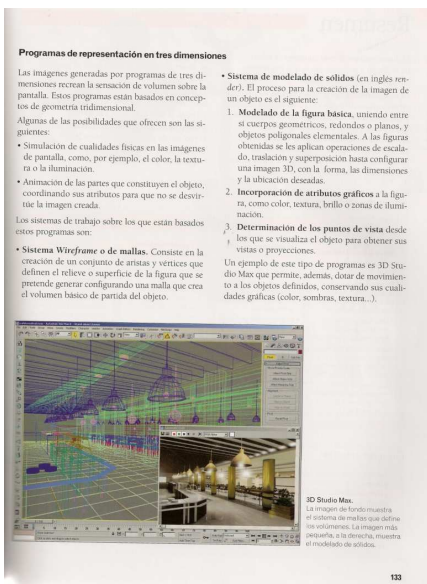 Programas de representación en tres dimensiones
Las imágenes generadas por programas de tres di-
mensiones recrean la sensación de volumen sobre la
pantalla. Estos programas están basados en concep-
tos de geometría tridimensional.
Algunas de las posibilidades que ofrecen son las si-
guientes:
• Simulación de cualidades físicas en las imágenes
de pantalla, como, por ejemplo, el color, la textu-
ra o la iluminación.
• Animación de las partes que constituyen el objeto,
coordinando sus atributos para que no se desvir-
túe la imagen creada.
Los sistemas de trabajo sobre los que están basados
estos programas son:
• Sistema Wireframe o de mallas. Consiste en la
creación de un conjunto de aristas y vértices que
definen el relieve o superficie de la figura que se
pretende generar configurando una malla que crea
el volumen básico de partida del objeto.
• Sistema de modelado de sólidos (en inglés ren-
der). El proceso para la creación de la imagen de
un objeto es el siguiente:
1. Modelado de la figura básica, uniendo entre
sí cuerpos geométricos, redondos o planos, y
objetos poligonales elementales. A las figuras
obtenidas se les aplican operaciones de escala-
do, traslación y superposición hasta configurar
una imagen 3D, con la forma, las dimensiones
y la ubicación deseadas.
2. Incorporación de atributos gráficos a la figu-
ra, como color, textura, brillo o zonas de ilumi-
nación.
3. Determinación de los puntos de vista desde
los que se visualiza el objeto para obtener sus
vistas o proyecciones.
Un ejemplo de este tipo de programas es 3D Stu-
dio Max que permite, además, dotar de movimien-
to a los objetos definidos, conservando sus cuali-
dades gráficas (color, sombras, textura...).
3D Studio Max.
La imagen de fondo muestra
el sistema de mallas que define
los volúmenes. La imagen más
pequeña, a la derecha, muestra
el modelado de sólidos.
133